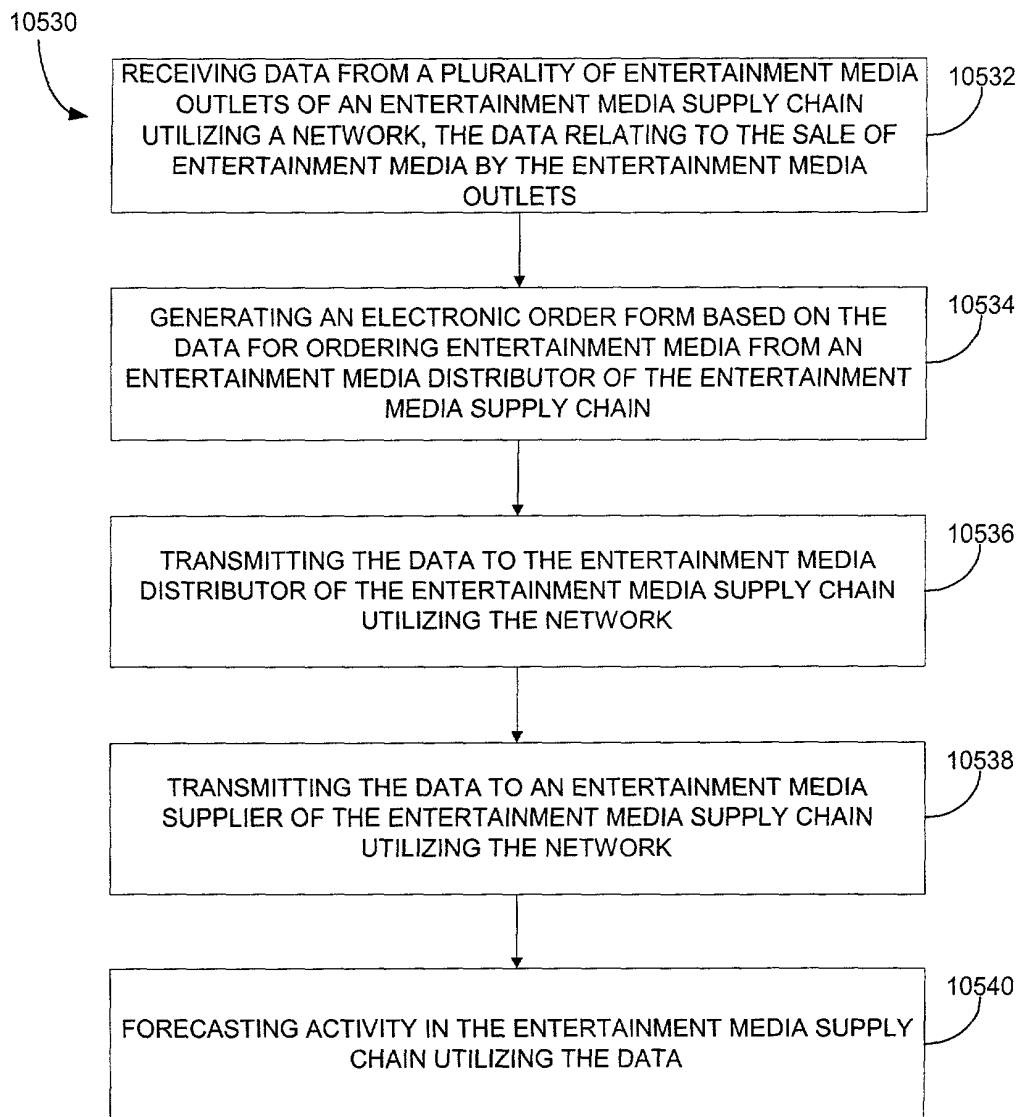 10530
RECEIVING DATA FROM A PLURALITY OF ENTERTAINMENT MEDIA
OUTLETS OF AN ENTERTAINMENT MEDIA SUPPLY CHAIN
UTILIZING A NETWORK, THE DATA RELATING TO THE SALE OF
ENTERTAINMENT MEDIA BY THE ENTERTAINMENT MEDIA
OUTLETS
10532
GENERATING AN ELECTRONIC ORDER FORM BASED ON THE
DATA FOR ORDERING ENTERTAINMENT MEDIA FROM AN
ENTERTAINMENT MEDIA DISTRIBUTOR OF THE ENTERTAINMENT
MEDIA SUPPLY CHAIN
10534
TRANSMITTING THE DATA TO THE ENTERTAINMENT MEDIA
DISTRIBUTOR OF THE ENTERTAINMENT MEDIA SUPPLY CHAIN
UTILIZING THE NETWORK
10536
TRANSMITTING THE DATA TO AN ENTERTAINMENT MEDIA
SUPPLIER OF THE ENTERTAINMENT MEDIA SUPPLY CHAIN
UTILIZING THE NETWORK
10538
FORECASTING ACTIVITY IN THE ENTERTAINMENT MEDIA SUPPLY
CHAIN UTILIZING THE DATA
10540